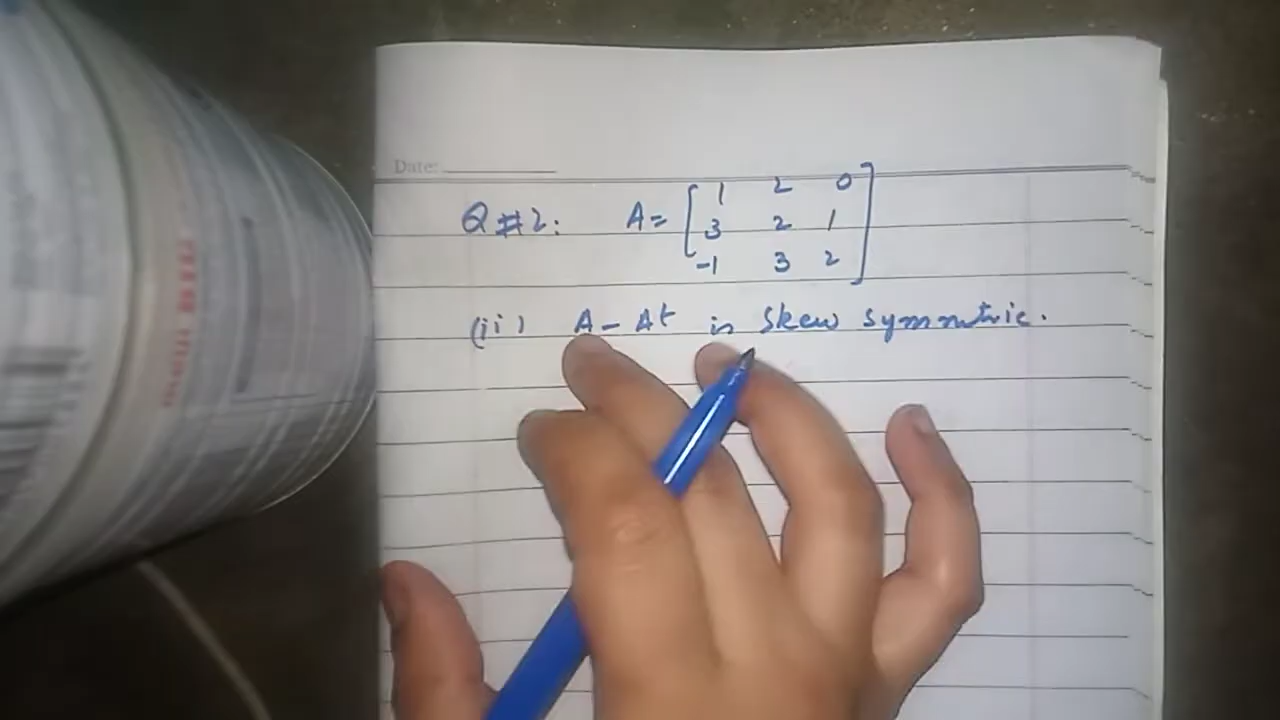 Date:
Q #2: A = [ 1 2 0
3 2 1
-1 3 2 ]
(ii) A - At is Skew symmetric.